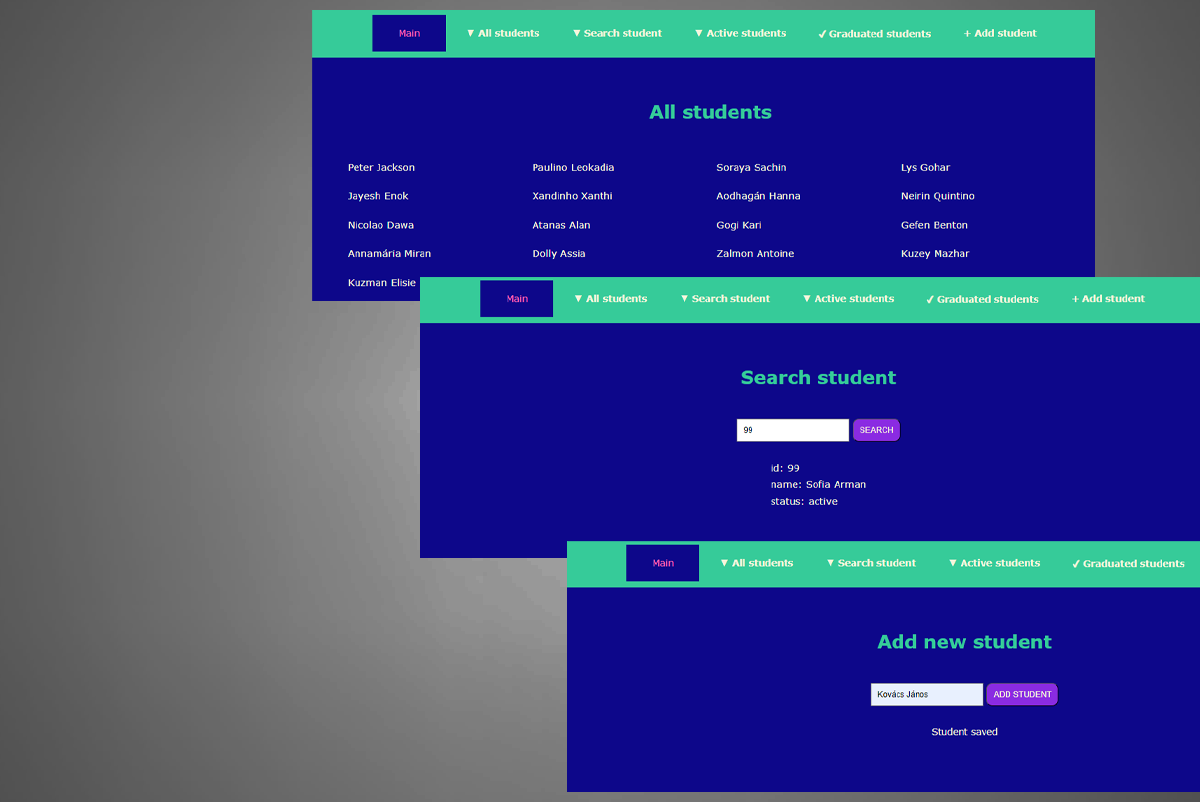 Main ▼ All students ▼ Search student ▼ Active students ✓ Graduated students + Add student
All students
Peter Jackson Paulino Leokadia Soraya Sachin Lys Gohar
Jayesh Enok Xandinho Xanthi Aodhagán Hanna Neirin Quintino
Nicolao Dawa Atanas Alan Gogi Kari Gefen Benton
Annamária Miran Dolly Assia Zalmon Antoine Kuzey Mazhar
Kuzman Elisie
Main ▼ All students ▼ Search student ▼ Active students ✓ Graduated students + Add student
Search student
99 SEARCH
id: 99
name: Sofia Arman
status: active
Main ▼ All students ▼ Search student ▼ Active students ✓ Graduated students
Add new student
Kovács János ADD STUDENT
Student saved